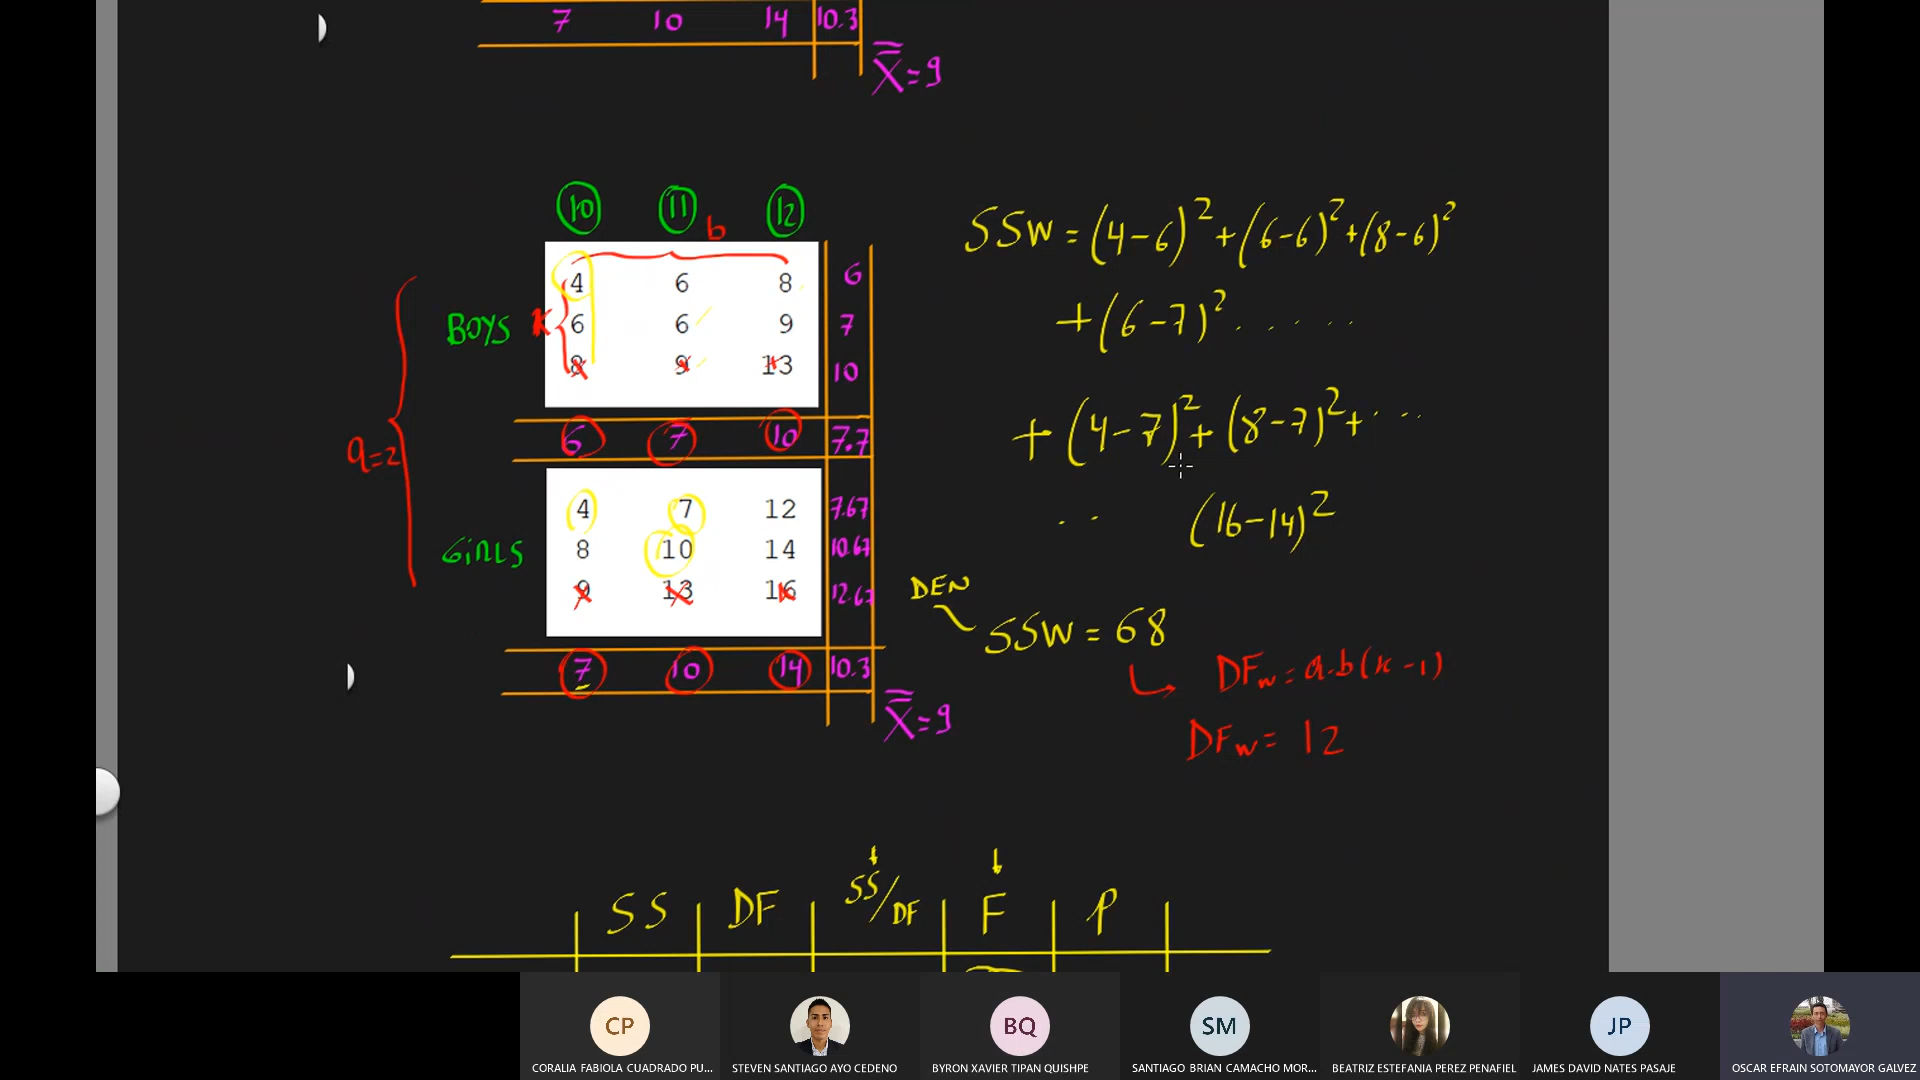 7 10 14 10.3
X̿=9
10 11 12
b
4 6 8 6
BOYS K 6 6 9 7
8 9 13 10
a=2
6 7 10 7.7
4 7 12 7.67
GiRLS 8 10 14 10.67
9 13 16 12.67
7 10 14 10.3
X̿=9
SSW = (4-6)² + (6-6)² + (8-6)²
+ (6-7)² . . . . .
+ (4-7)² + (8-7)² + . . .
. . (16-14)²
DEN
SSW = 68
DFw = a.b(k-1)
DFw = 12
SS DF SS/DF F P
CP BQ SM JP
CORALIA FABIOLA CUADRADO PU... STEVEN SANTIAGO AYO CEDENO BYRON XAVIER TIPAN QUISHPE SANTIAGO BRIAN CAMACHO MOR... BEATRIZ ESTEFANIA PEREZ PENAFIEL JAMES DAVID NATES PASAJE OSCAR EFRAIN SOTOMAYOR GALVEZ